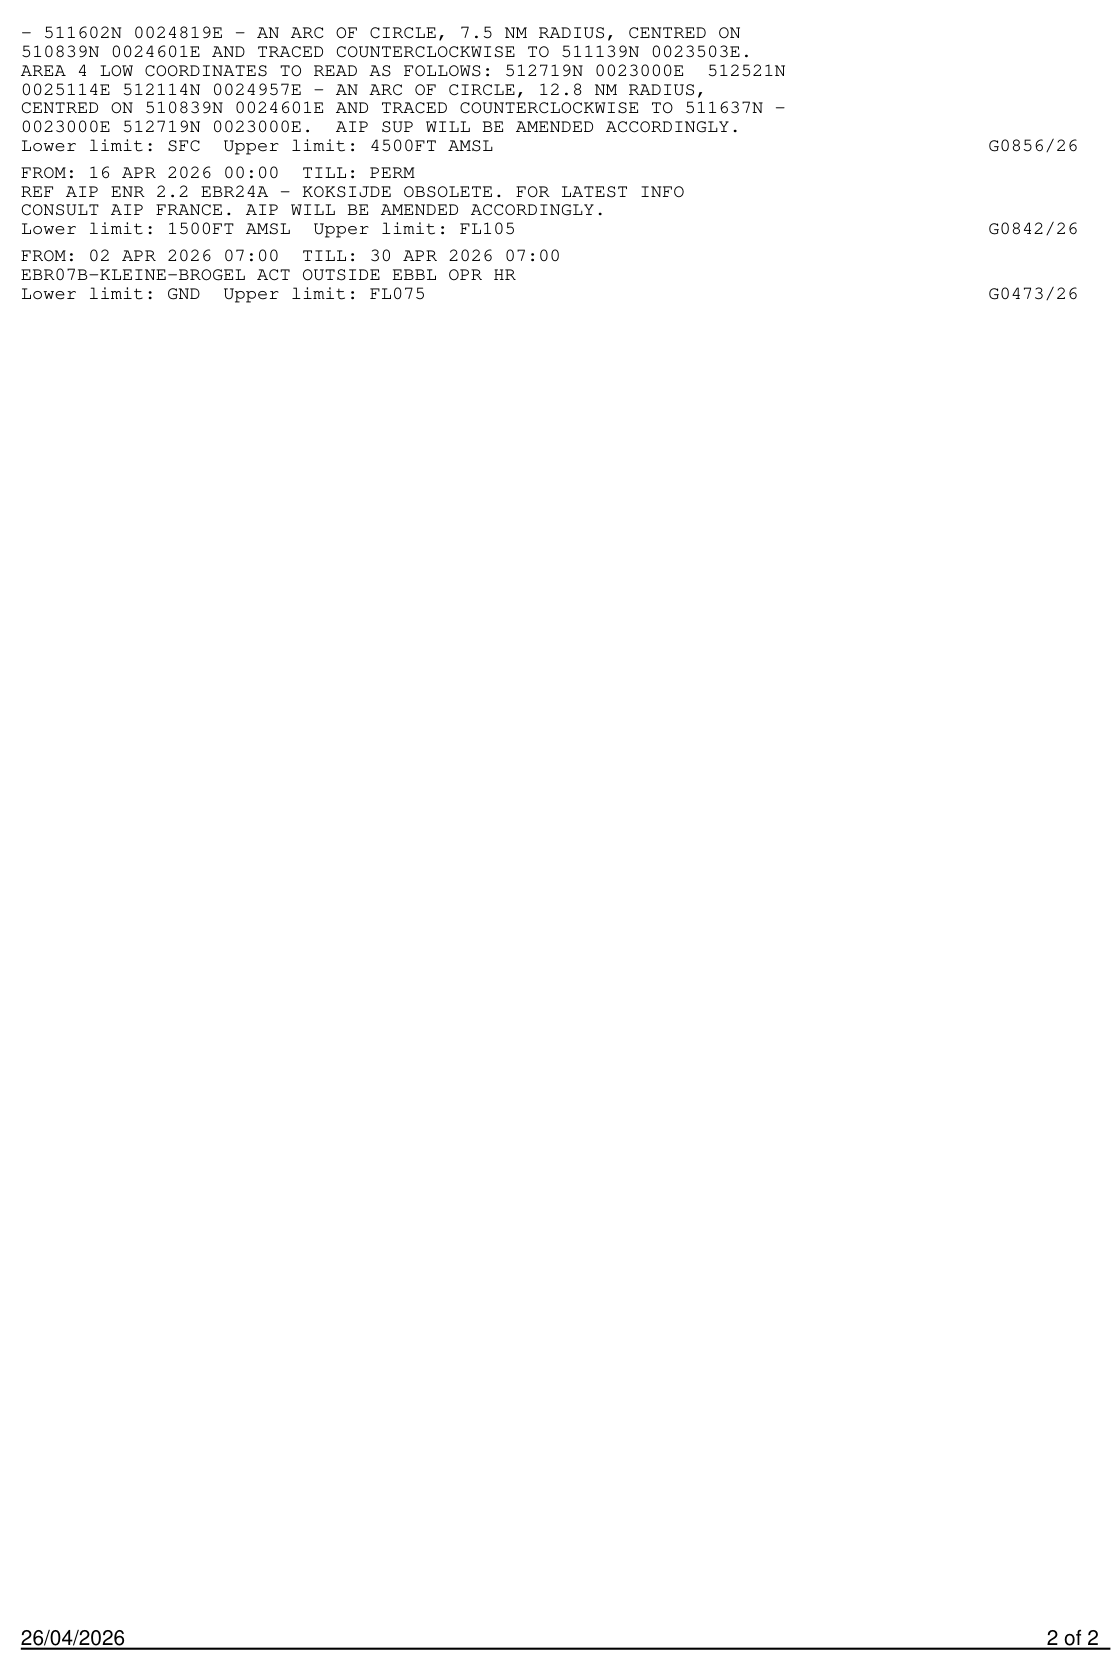 - 511602N 0024819E - AN ARC OF CIRCLE, 7.5 NM RADIUS, CENTRED ON
510839N 0024601E AND TRACED COUNTERCLOCKWISE TO 511139N 0023503E.
AREA 4 LOW COORDINATES TO READ AS FOLLOWS: 512719N 0023000E  512521N
0025114E 512114N 0024957E - AN ARC OF CIRCLE, 12.8 NM RADIUS,
CENTRED ON 510839N 0024601E AND TRACED COUNTERCLOCKWISE TO 511637N -
0023000E 512719N 0023000E.  AIP SUP WILL BE AMENDED ACCORDINGLY.
Lower limit: SFC  Upper limit: 4500FT AMSL G0856/26
FROM: 16 APR 2026 00:00  TILL: PERM
REF AIP ENR 2.2 EBR24A - KOKSIJDE OBSOLETE. FOR LATEST INFO
CONSULT AIP FRANCE. AIP WILL BE AMENDED ACCORDINGLY.
Lower limit: 1500FT AMSL  Upper limit: FL105 G0842/26
FROM: 02 APR 2026 07:00  TILL: 30 APR 2026 07:00
EBR07B-KLEINE-BROGEL ACT OUTSIDE EBBL OPR HR
Lower limit: GND  Upper limit: FL075 G0473/26
26/04/2026 2 of 2